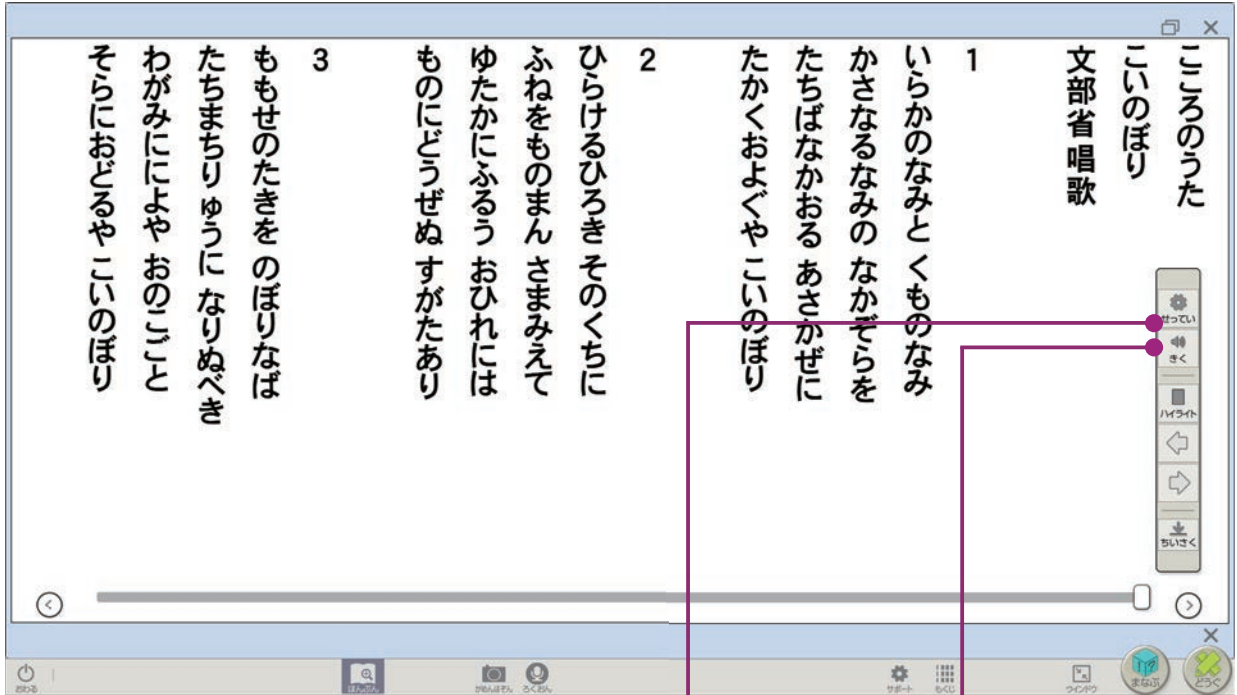 こころのうた
こいのぼり
文部省唱歌
1
いらかのなみと くものなみ
かさなるなみの なかぞらを
たちばなかおる あさかぜに
たかくおよぐや こいのぼり
2
ひらけるひろき そのくちに
ふねをものまん さまみえて
ゆたかにふるう おひれには
ものにどうぜぬ すがたあり
3
ももせのたきを のぼりなば
たちまちりゅうに なりぬべき
わがみにによや おのこごと
そらにおどるや こいのぼり
せってい
きく
ハイライト
ちいさく
おわる
ほんぶん
がめんほぞん
ろくおん
サポート
もくじ
ウインドウ
まなぶ
どうぐ